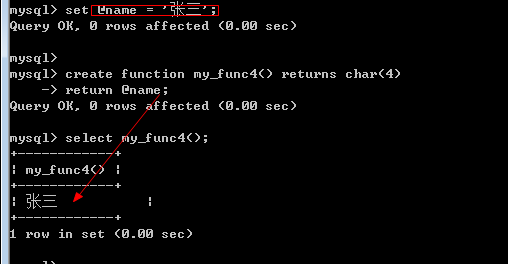 mysql> set @name = '张三';
Query OK, 0 rows affected (0.00 sec)
mysql>
mysql> create function my_func4() returns char(4)
-> return @name;
Query OK, 0 rows affected (0.00 sec)
mysql> select my_func4();
+------------+
| my_func4() |
+------------+
| 张三 |
+------------+
1 row in set (0.00 sec)
mysql>